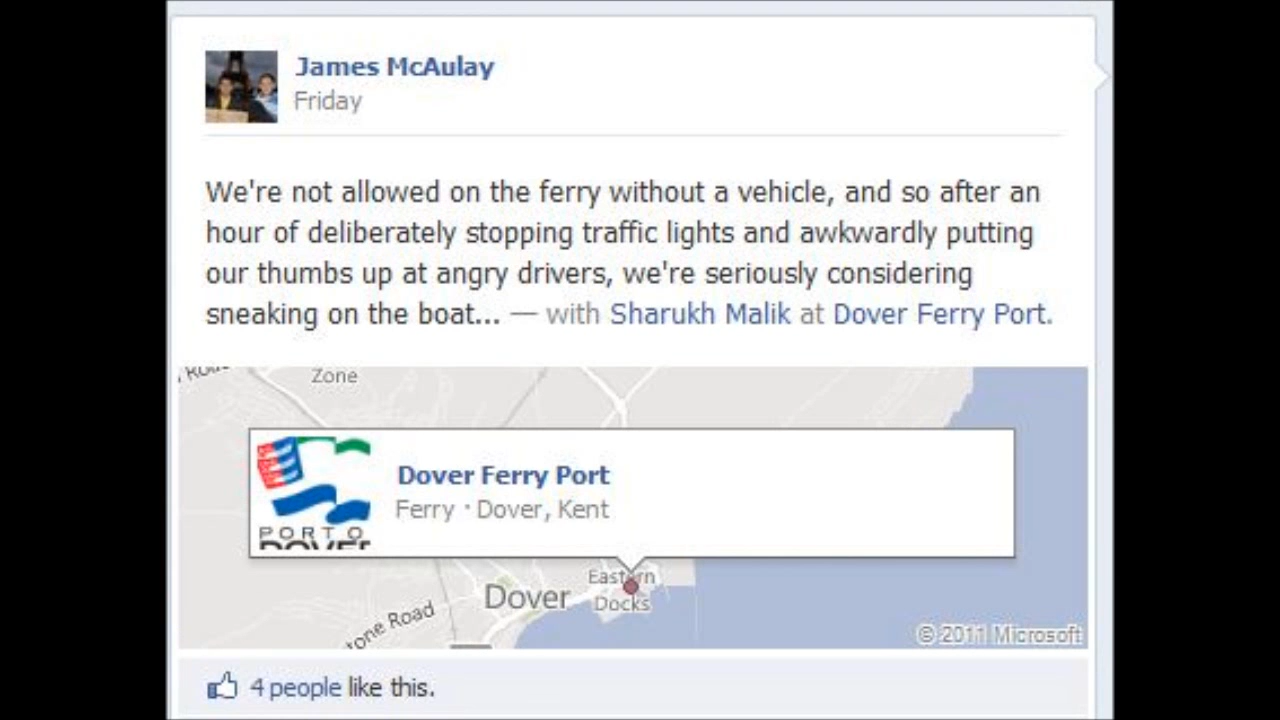 James McAulay
Friday
We're not allowed on the ferry without a vehicle, and so after an
hour of deliberately stopping traffic lights and awkwardly putting
our thumbs up at angry drivers, we're seriously considering
sneaking on the boat... — with Sharukh Malik at Dover Ferry Port.
Zone
Dover Ferry Port
Ferry · Dover, Kent
PORT O
DOVER
Eastern
Docks
Dover
tone Road
© 2011 Microsoft
4 people like this.